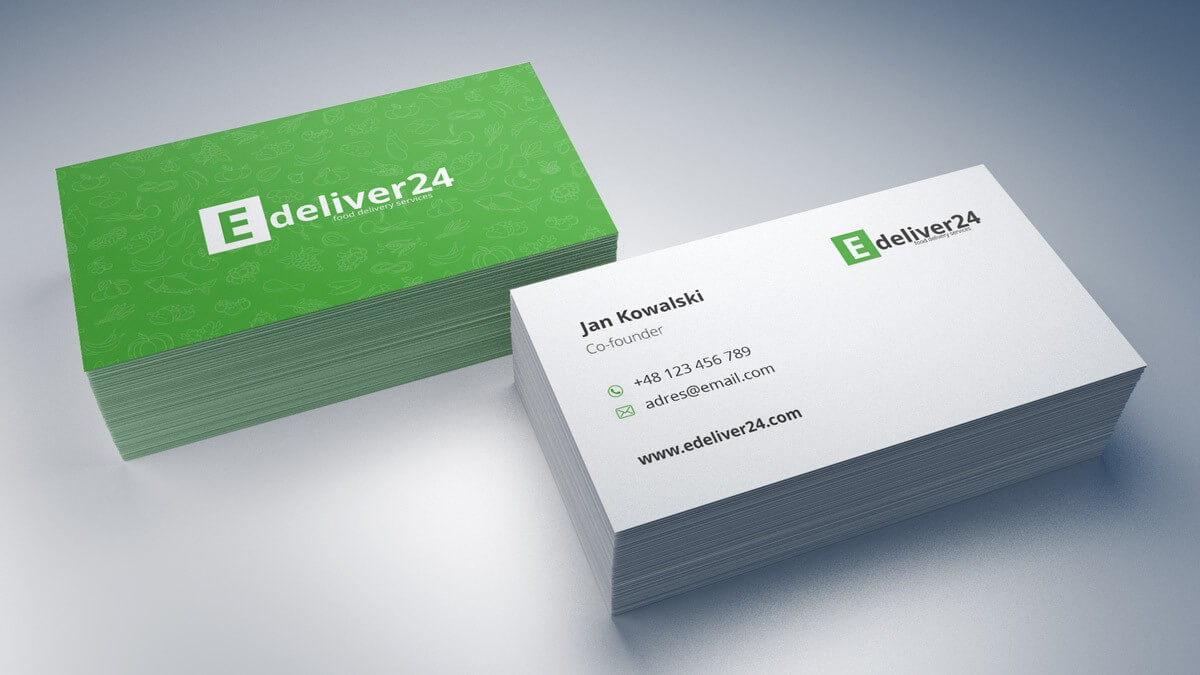 Edeliver24
food delivery services
Edeliver24
food delivery services
Jan Kowalski
Co-founder
+48 123 456 789
adres@email.com
www.edeliver24.com